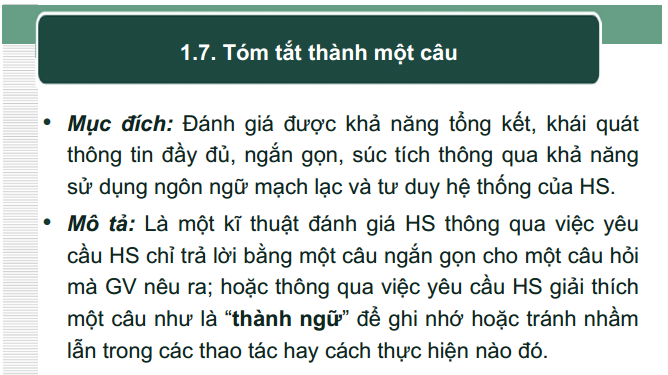 1.7. Tóm tắt thành một câu
• Mục đích: Đánh giá được khả năng tổng kết, khái quát
thông tin đầy đủ, ngắn gọn, súc tích thông qua khả năng
sử dụng ngôn ngữ mạch lạc và tư duy hệ thống của HS.
• Mô tả: Là một kĩ thuật đánh giá HS thông qua việc yêu
cầu HS chỉ trả lời bằng một câu ngắn gọn cho một câu hỏi
mà GV nêu ra; hoặc thông qua việc yêu cầu HS giải thích
một câu như là “thành ngữ” để ghi nhớ hoặc tránh nhầm
lẫn trong các thao tác hay cách thực hiện nào đó.